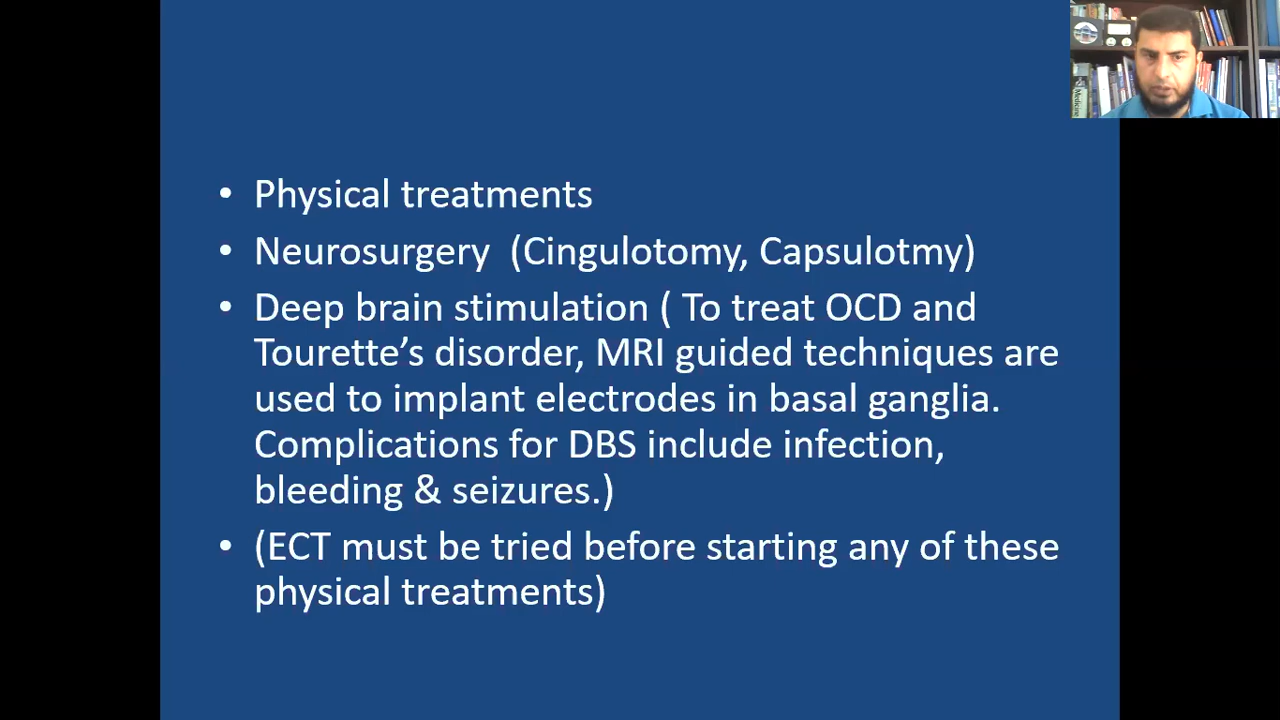 • Physical treatments
• Neurosurgery (Cingulotomy, Capsulotmy)
• Deep brain stimulation ( To treat OCD and
Tourette’s disorder, MRI guided techniques are
used to implant electrodes in basal ganglia.
Complications for DBS include infection,
bleeding & seizures.)
• (ECT must be tried before starting any of these
physical treatments)
Medicine